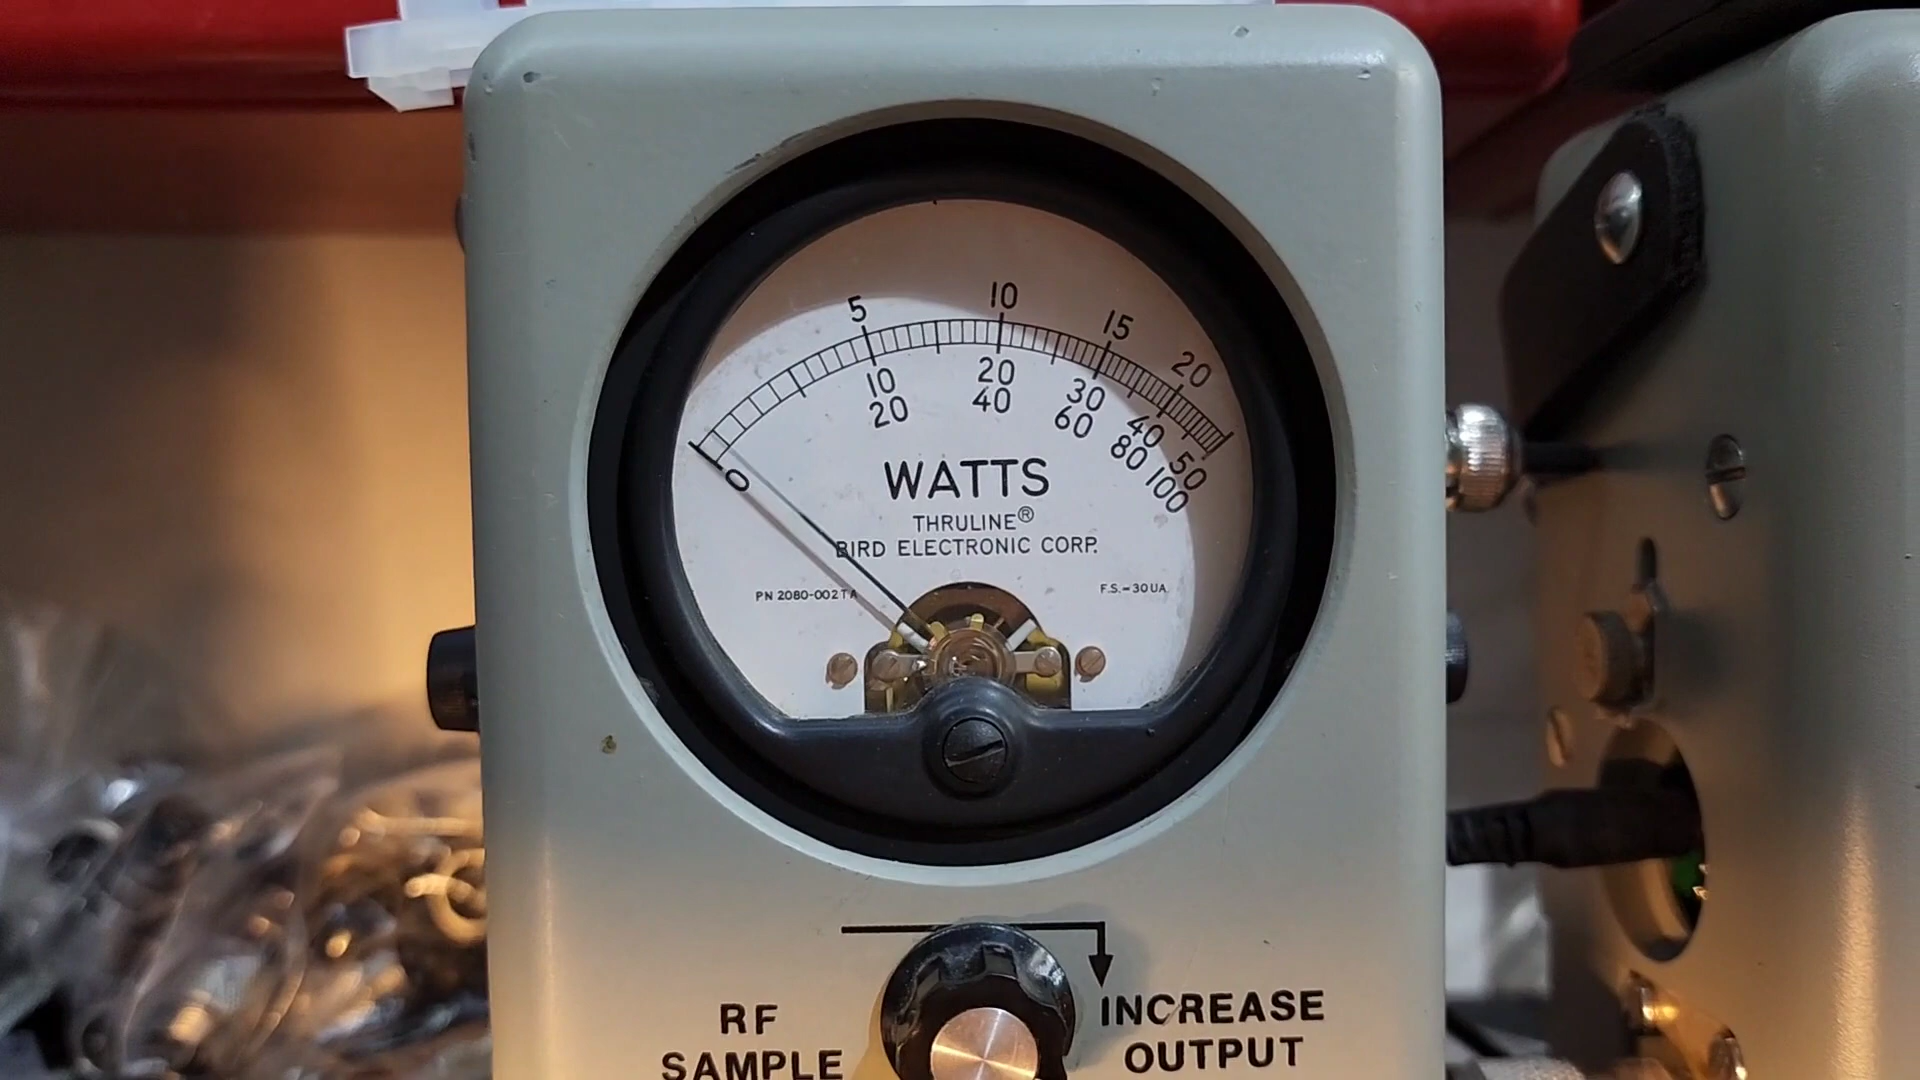 5 10 15 20
0 10 20 30 40 50
20 40 60 80 100
WATTS
THRULINE®
BIRD ELECTRONIC CORP.
PN 2080-002 T A F.S.-30UA
RF INCREASE
SAMPLE OUTPUT